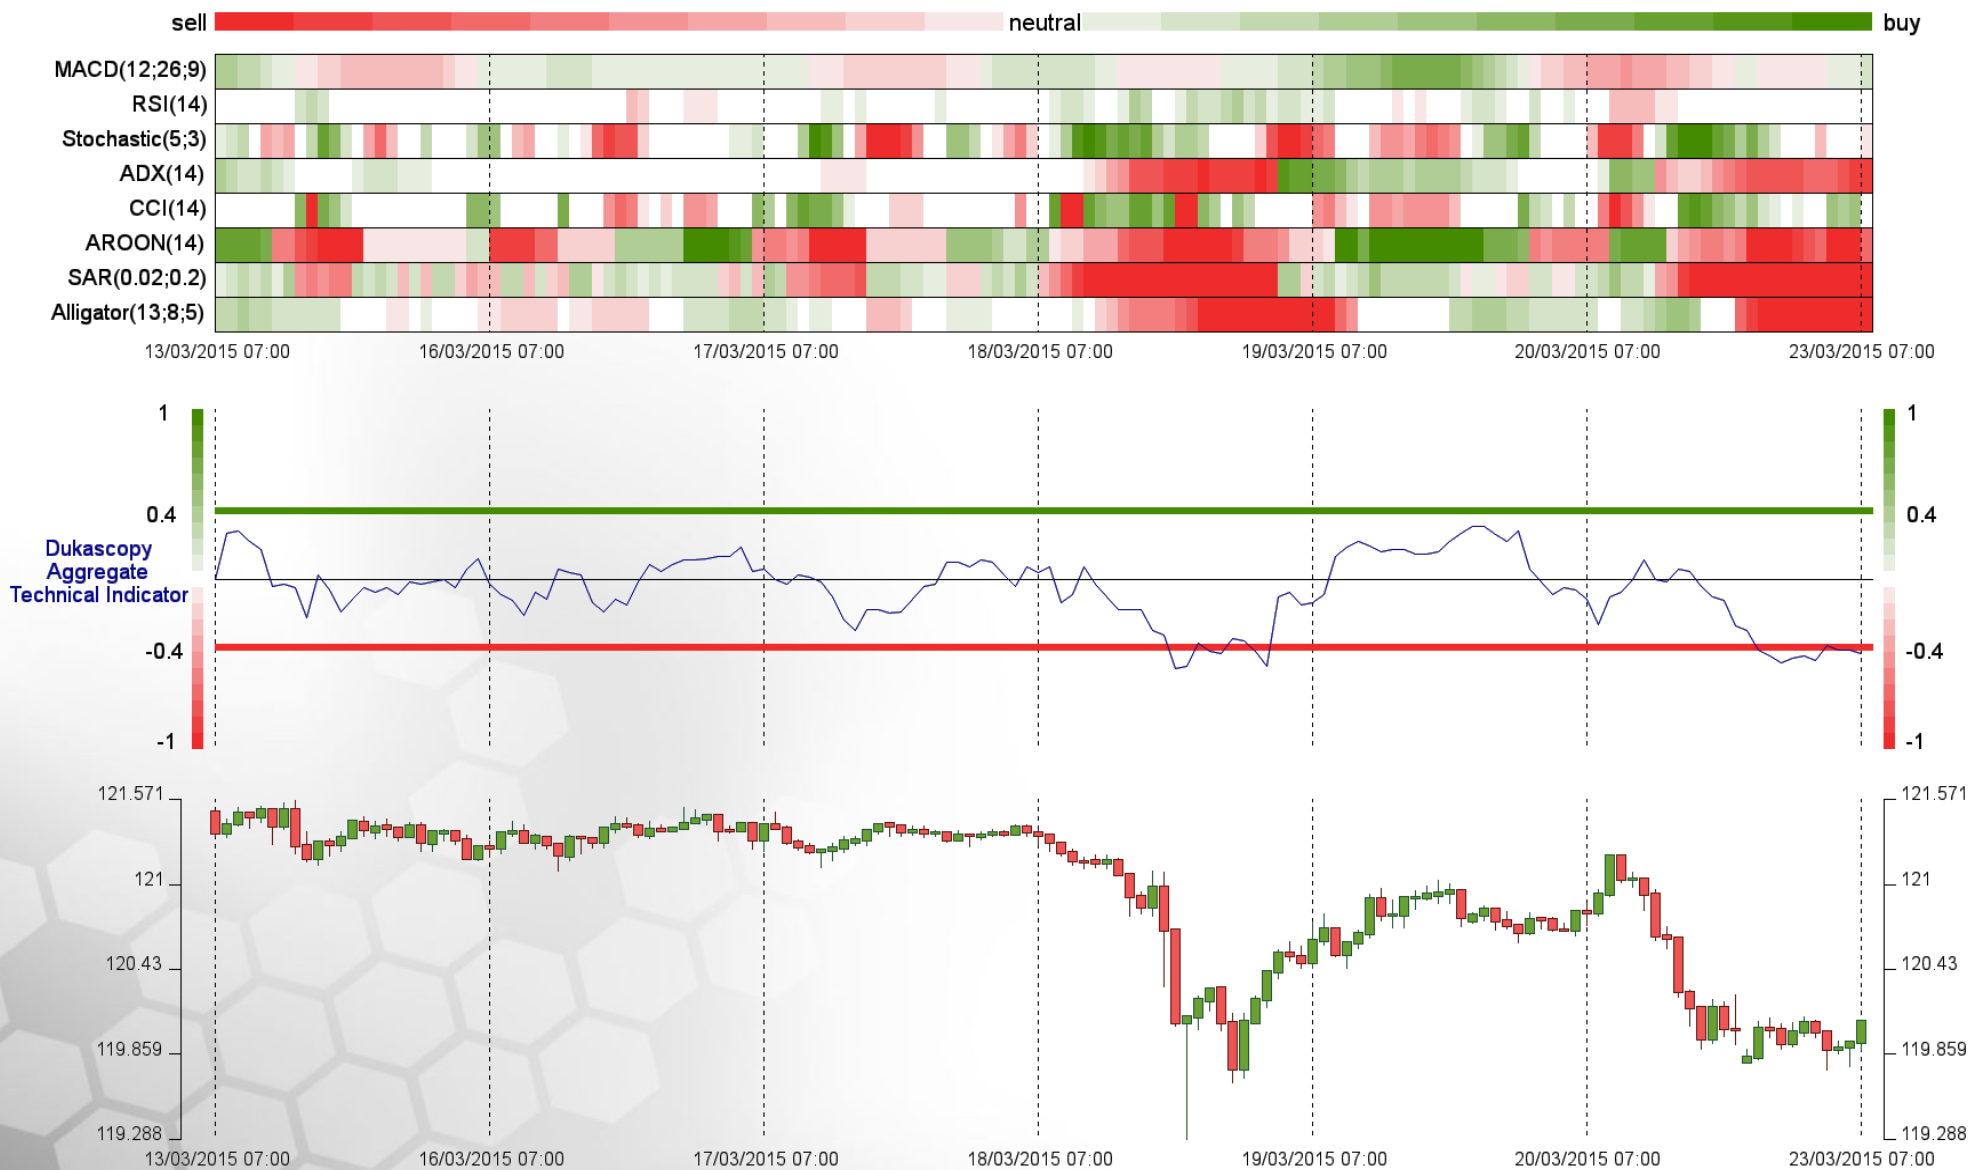 sell neutral buy
MACD(12;26;9)
RSI(14)
Stochastic(5;3)
ADX(14)
CCI(14)
AROON(14)
SAR(0.02;0.2)
Alligator(13;8;5)
13/03/2015 07:00 16/03/2015 07:00 17/03/2015 07:00 18/03/2015 07:00 19/03/2015 07:00 20/03/2015 07:00 23/03/2015 07:00
1 1
0.4 0.4
Dukascopy
Aggregate
Technical Indicator
-0.4 -0.4
-1 -1
121.571 121.571
121 121
120.43 120.43
119.859 119.859
119.288 119.288
13/03/2015 07:00 16/03/2015 07:00 17/03/2015 07:00 18/03/2015 07:00 19/03/2015 07:00 20/03/2015 07:00 23/03/2015 07:00